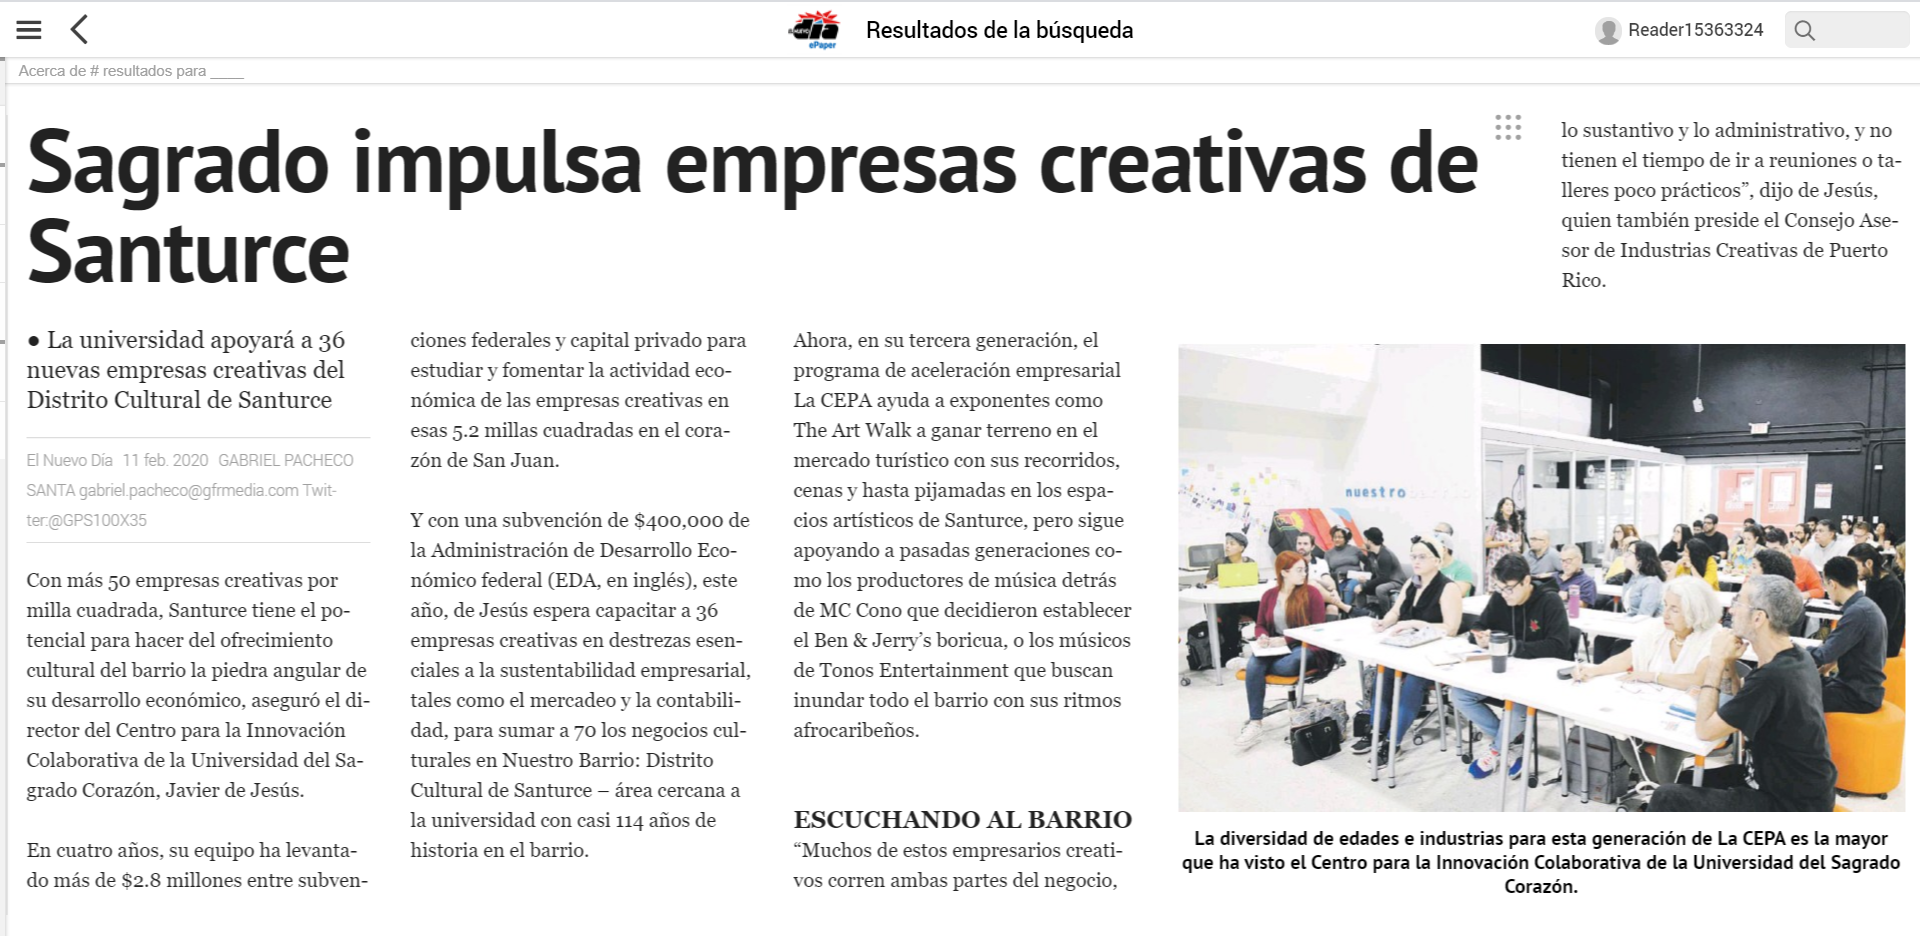 EL NUEVO DÍA
ePaper
Resultados de la búsqueda
Reader15363324
Acerca de # resultados para ____
Sagrado impulsa empresas creativas de
Santurce
● La universidad apoyará a 36
nuevas empresas creativas del
Distrito Cultural de Santurce
El Nuevo Día 11 feb. 2020 GABRIEL PACHECO
SANTA gabriel.pacheco@gfrmedia.com Twit-
ter:@GPS100X35
Con más 50 empresas creativas por
milla cuadrada, Santurce tiene el po-
tencial para hacer del ofrecimiento
cultural del barrio la piedra angular de
su desarrollo económico, aseguró el di-
rector del Centro para la Innovación
Colaborativa de la Universidad del Sa-
grado Corazón, Javier de Jesús.
En cuatro años, su equipo ha levanta-
do más de $2.8 millones entre subven-
ciones federales y capital privado para
estudiar y fomentar la actividad eco-
nómica de las empresas creativas en
esas 5.2 millas cuadradas en el cora-
zón de San Juan.
Y con una subvención de $400,000 de
la Administración de Desarrollo Eco-
nómico federal (EDA, en inglés), este
año, de Jesús espera capacitar a 36
empresas creativas en destrezas esen-
ciales a la sustentabilidad empresarial,
tales como el mercadeo y la contabili-
dad, para sumar a 70 los negocios cul-
turales en Nuestro Barrio: Distrito
Cultural de Santurce – área cercana a
la universidad con casi 114 años de
historia en el barrio.
Ahora, en su tercera generación, el
programa de aceleración empresarial
La CEPA ayuda a exponentes como
The Art Walk a ganar terreno en el
mercado turístico con sus recorridos,
cenas y hasta pijamadas en los espa-
cios artísticos de Santurce, pero sigue
apoyando a pasadas generaciones co-
mo los productores de música detrás
de MC Cono que decidieron establecer
el Ben & Jerry’s boricua, o los músicos
de Tonos Entertainment que buscan
inundar todo el barrio con sus ritmos
afrocaribeños.
ESCUCHANDO AL BARRIO
“Muchos de estos empresarios creati-
vos corren ambas partes del negocio,
lo sustantivo y lo administrativo, y no
tienen el tiempo de ir a reuniones o ta-
lleres poco prácticos”, dijo de Jesús,
quien también preside el Consejo Ase-
sor de Industrias Creativas de Puerto
Rico.
nuestro barrio
La diversidad de edades e industrias para esta generación de La CEPA es la mayor
que ha visto el Centro para la Innovación Colaborativa de la Universidad del Sagrado
Corazón.